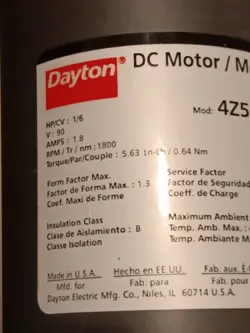 Dayton® DC Motor / M
Mod: 4Z5
HP/CV : 1/6
V : 90
AMPS : 1.8
RPM / Tr / nm : 1800
Torque/Par/Couple : 5.63 In-Lb / 0.64 Nm
Form Factor Max.
Factor de Forma Max. : 1.3
Coef. Maxi de Forme
Service Factor
Factor de Seguridad
Coeff. de Charge
Insulation Class
Clase de Aislamiento : B
Classe Isolation
Maximum Ambient
Temp. Amb. Max. :
Temp. Ambiante M
Made in U.S.A. Hecho en EE.UU. Fab. aux. É-
Mfd. for Fab. para Fab. pour
Dayton Electric Mfg. Co., Niles, IL 60714 U.S.A.